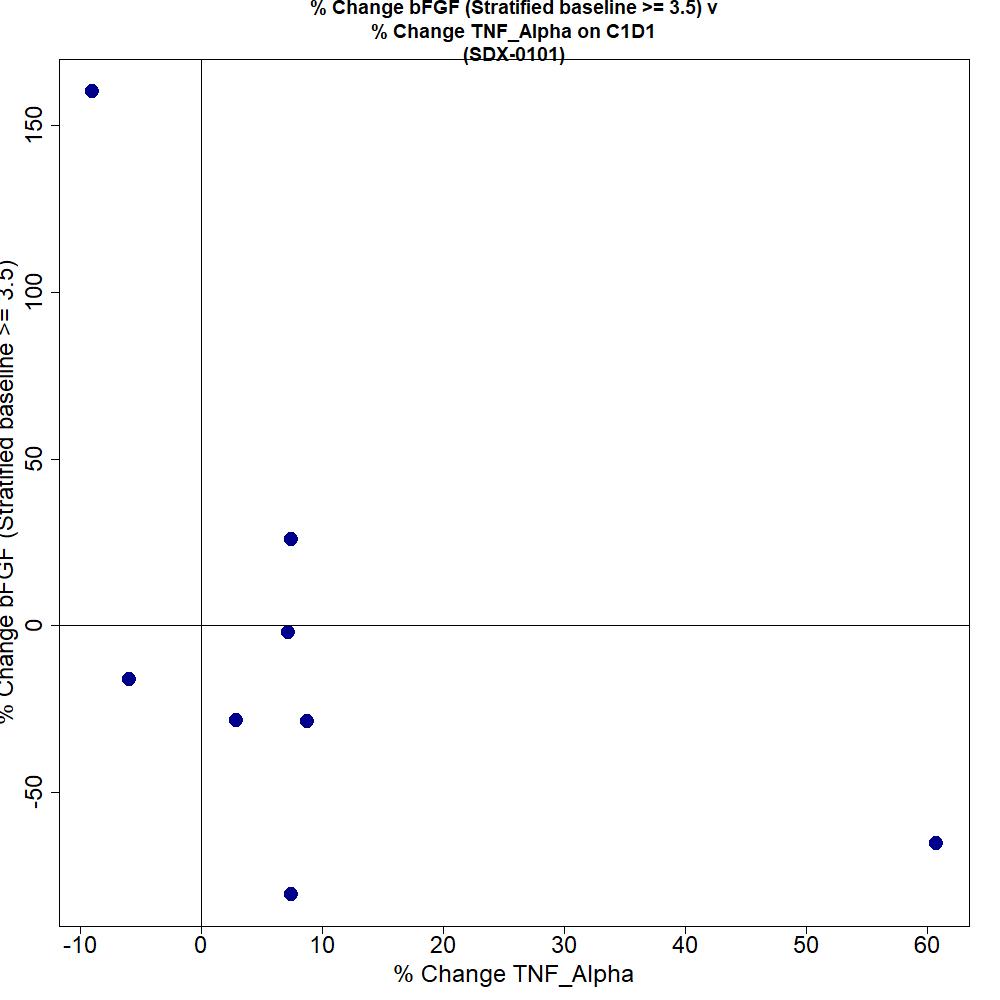 % Change bFGF (Stratified baseline >= 3.5) v
% Change TNF_Alpha on C1D1
(SDX-0101)
% Change bFGF (Stratified baseline >= 3.5)
150
100
50
0
-50
-10 0 10 20 30 40 50 60
% Change TNF_Alpha